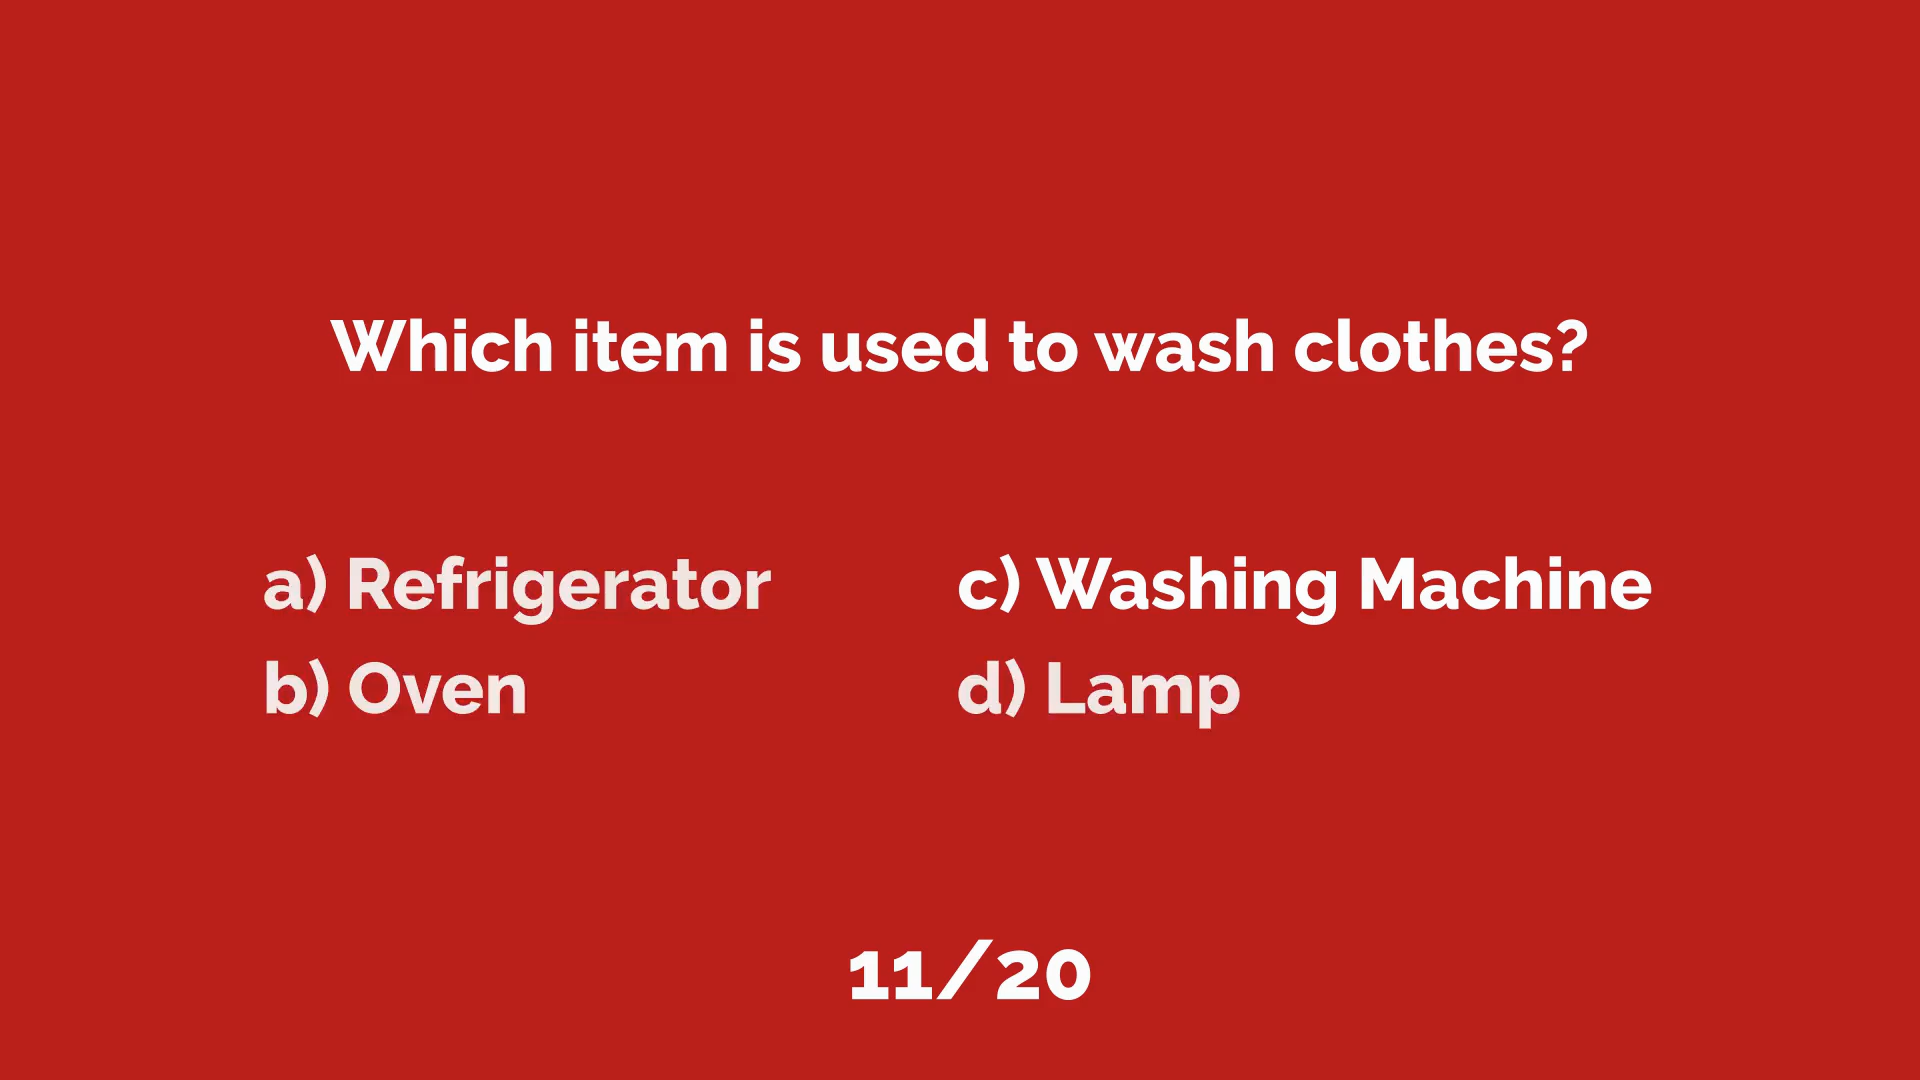 Which item is used to wash clothes?
a) Refrigerator
b) Oven
c) Washing Machine
d) Lamp
11/20